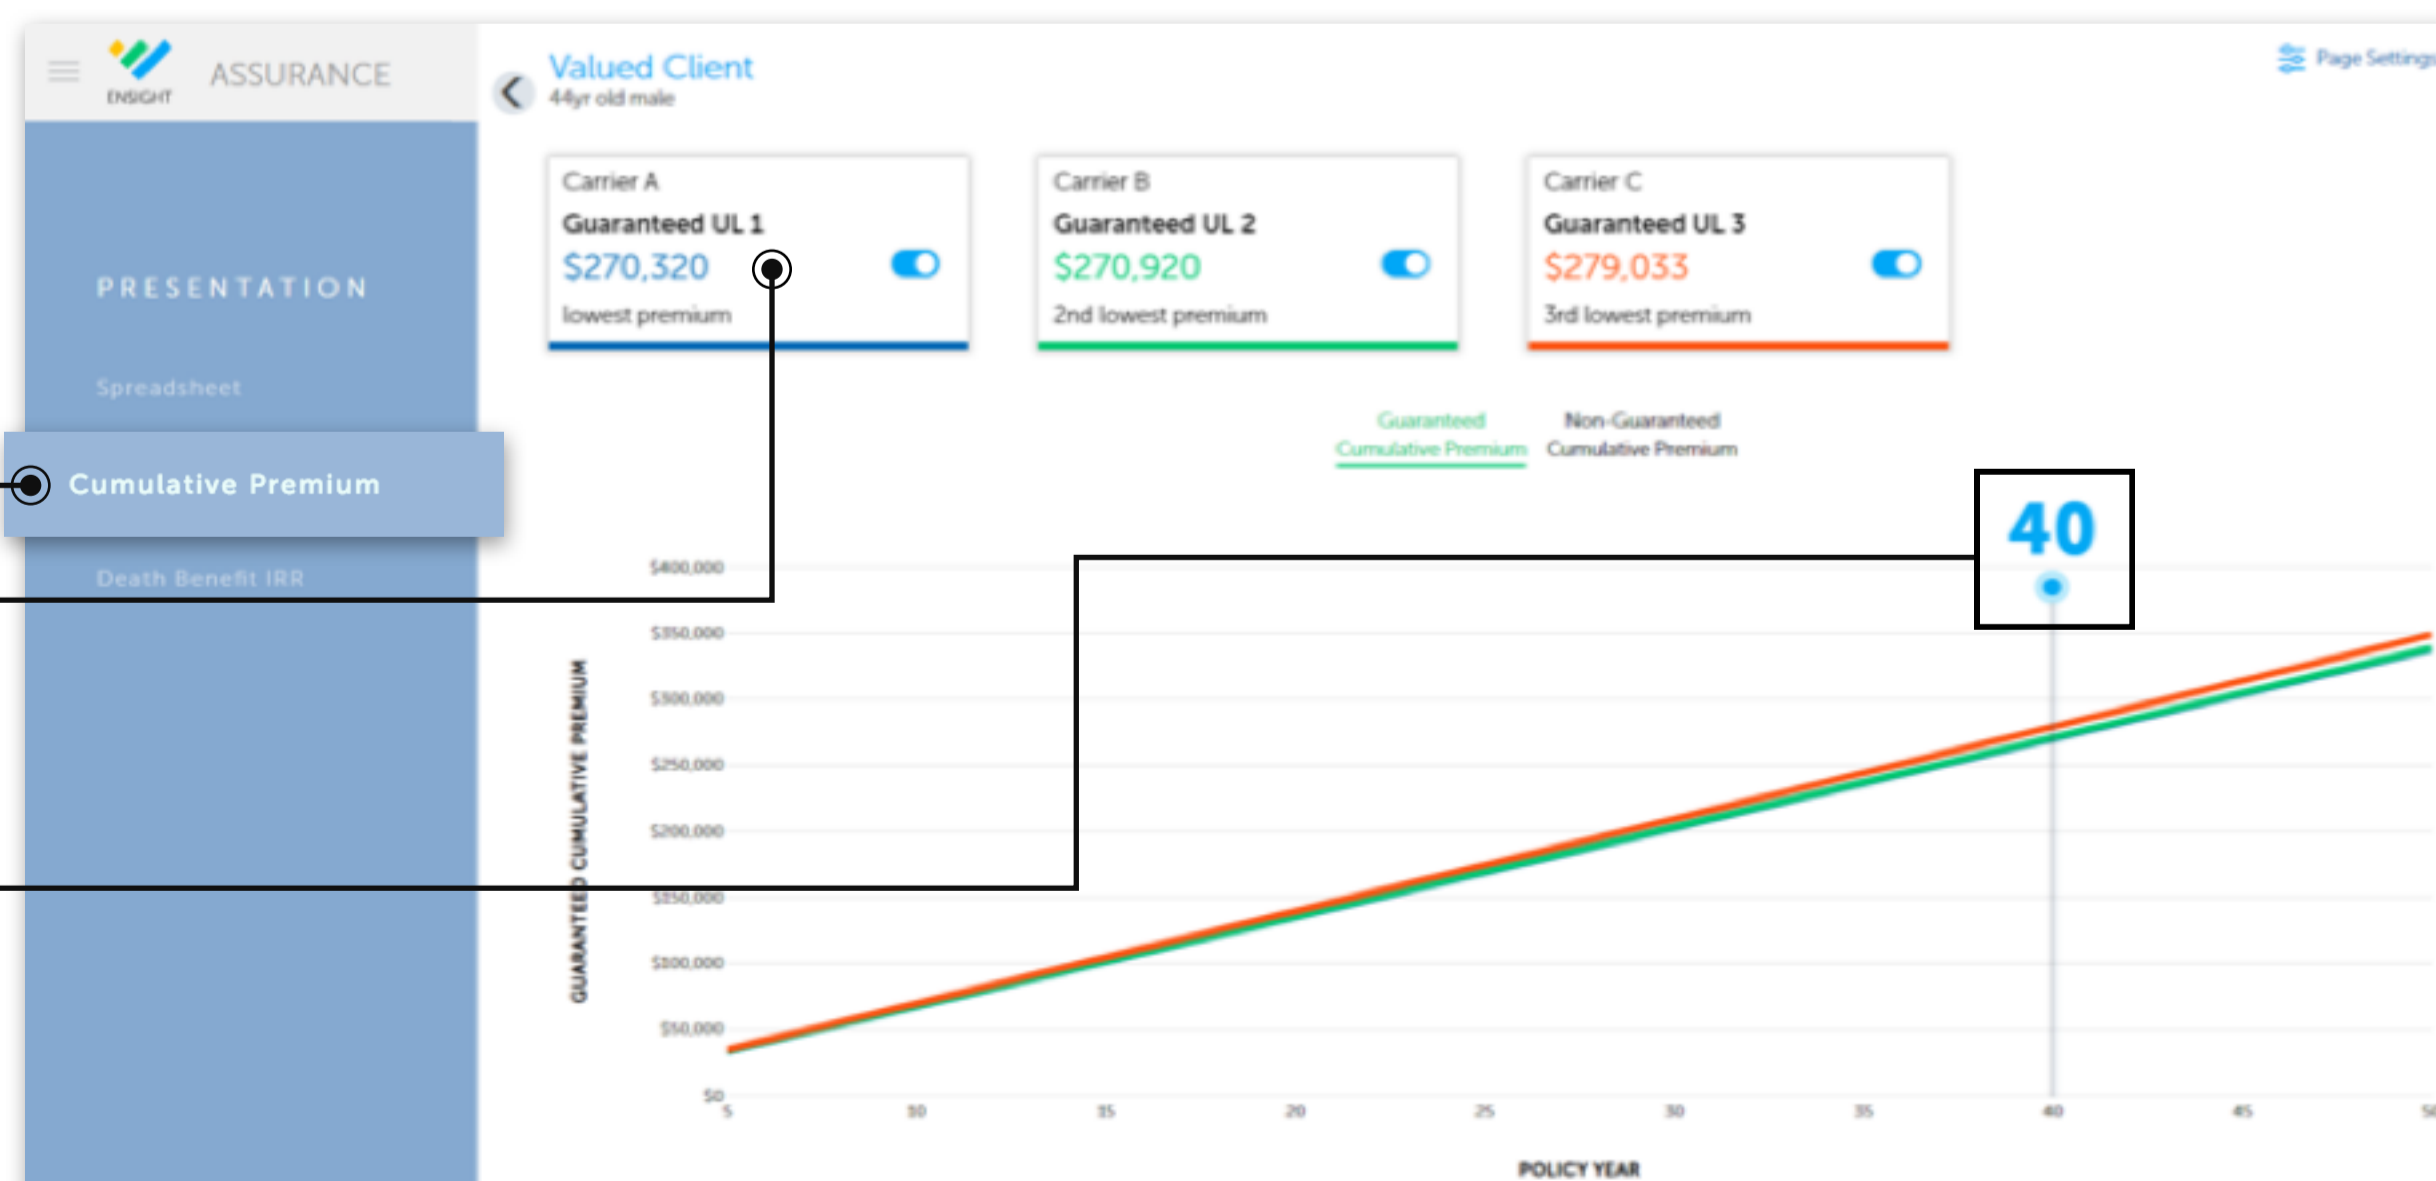 ENSIGHT
ASSURANCE
Valued Client
44yr old male
Page Settings
PRESENTATION
Spreadsheet
Cumulative Premium
Death Benefit IRR
Carrier A
Guaranteed UL 1
$270,320
lowest premium
Carrier B
Guaranteed UL 2
$270,920
2nd lowest premium
Carrier C
Guaranteed UL 3
$279,033
3rd lowest premium
Guaranteed
Cumulative Premium
Non-Guaranteed
Cumulative Premium
40
GUARANTEED CUMULATIVE PREMIUM
$400,000
$350,000
$300,000
$250,000
$200,000
$150,000
$100,000
$50,000
$0
5 10 15 20 25 30 35 40 45
POLICY YEAR